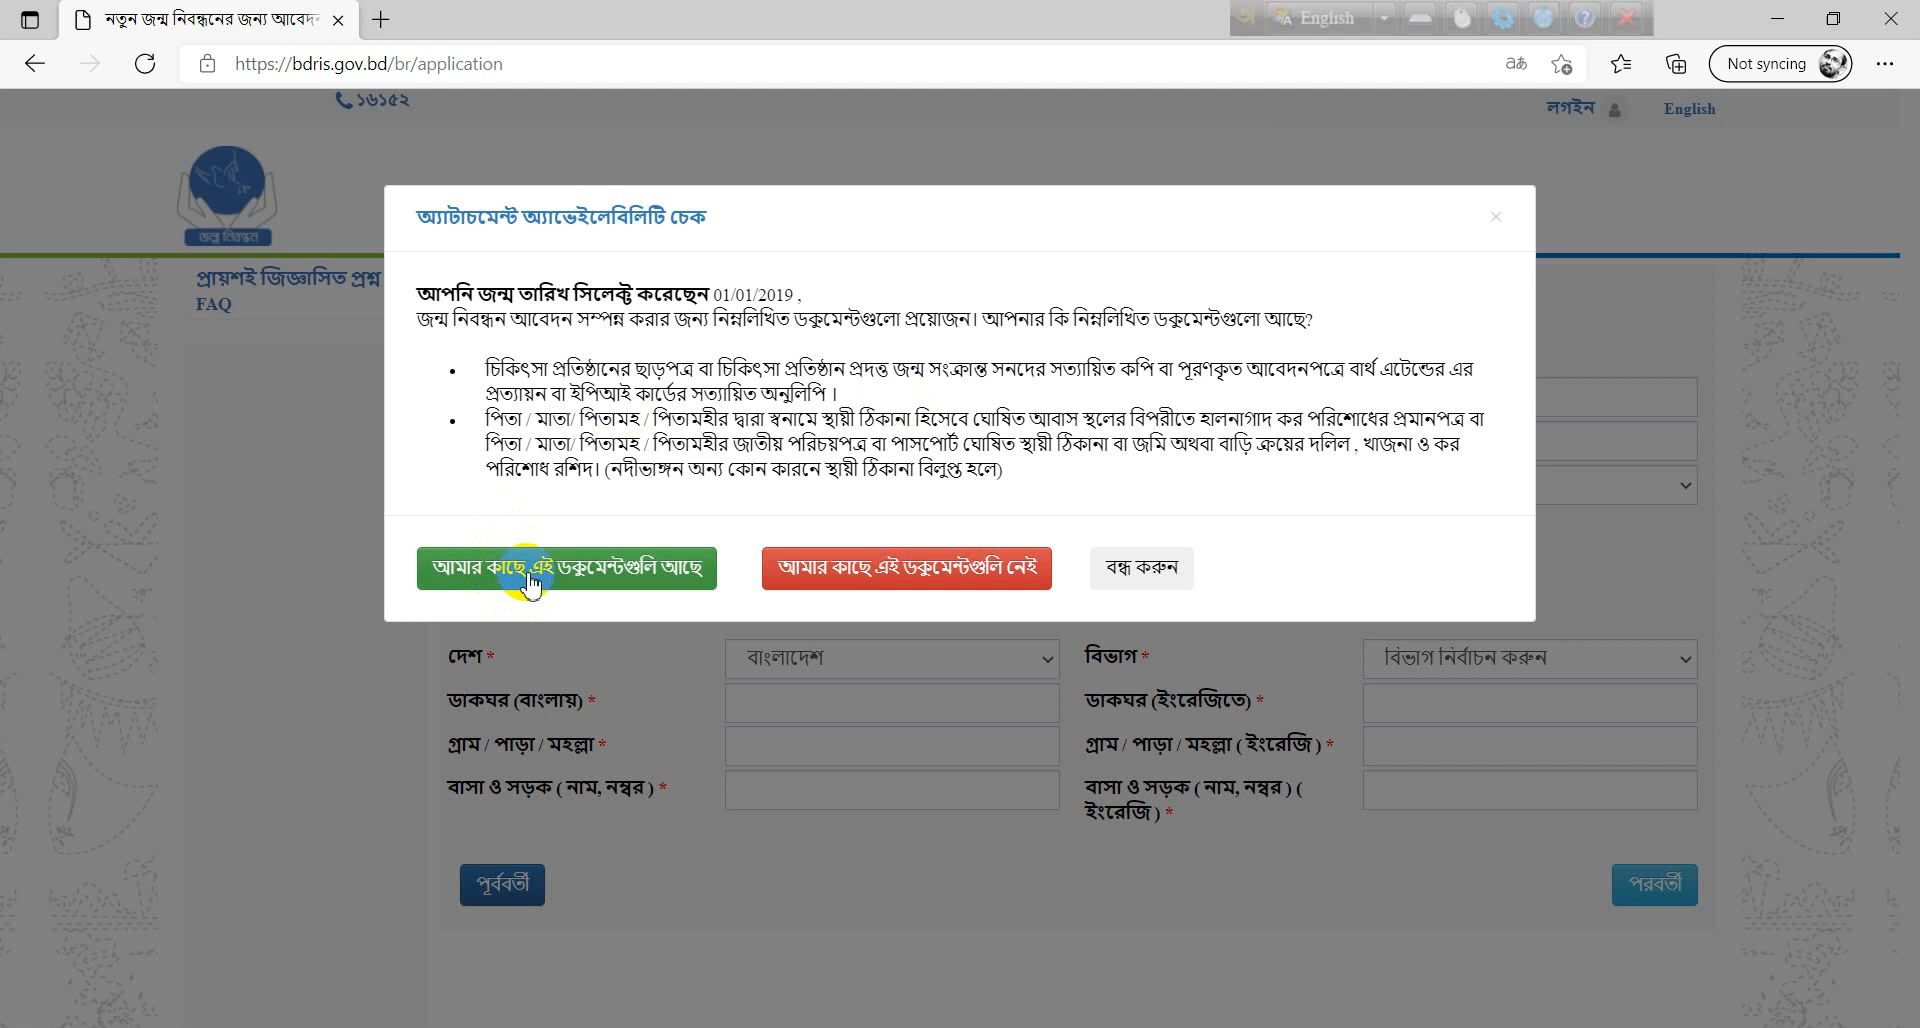 নতুন জন্ম নিবন্ধনের জন্য আবেদ
English
https://bdris.gov.bd/br/application
aあ
Not syncing
১৬১৫২
লগইন
English
জন্ম নিবন্ধন
অ্যাটাচমেন্ট অ্যাভেইলেবিলিটি চেক
প্রায়শই জিজ্ঞাসিত প্রশ্ন
FAQ
আপনি জন্ম তারিখ সিলেক্ট করেছেন 01/01/2019 ,
জন্ম নিবন্ধন আবেদন সম্পন্ন করার জন্য নিম্নলিখিত ডকুমেন্টগুলো প্রয়োজন। আপনার কি নিম্নলিখিত ডকুমেন্টগুলো আছে?
• চিকিৎসা প্রতিষ্ঠানের ছাড়পত্র বা চিকিৎসা প্রতিষ্ঠান প্রদত্ত জন্ম সংক্রান্ত সনদের সত্যায়িত কপি বা পূরণকৃত আবেদনপত্রে বার্থ এটেন্ডের এর
প্রত্যায়ন বা ইপিআই কার্ডের সত্যায়িত অনুলিপি ।
• পিতা / মাতা/ পিতামহ / পিতামহীর দ্বারা স্বনামে স্থায়ী ঠিকানা হিসেবে ঘোষিত আবাস স্থলের বিপরীতে হালনাগাদ কর পরিশোধের প্রমানপত্র বা
পিতা / মাতা/ পিতামহ / পিতামহীর জাতীয় পরিচয়পত্র বা পাসপোর্ট ঘোষিত স্থায়ী ঠিকানা বা জমি অথবা বাড়ি ক্রয়ের দলিল , খাজনা ও কর
পরিশোধ রশিদ। (নদীভাঙ্গন অন্য কোন কারনে স্থায়ী ঠিকানা বিলুপ্ত হলে)
আমার কাছে এই ডকুমেন্টগুলি আছে
আমার কাছে এই ডকুমেন্টগুলি নেই
বন্ধ করুন
দেশ *
বাংলাদেশ
বিভাগ *
বিভাগ নির্বাচন করুন
ডাকঘর (বাংলায়) *
ডাকঘর (ইংরেজিতে) *
গ্রাম / পাড়া / মহল্লা *
গ্রাম / পাড়া / মহল্লা ( ইংরেজি ) *
বাসা ও সড়ক ( নাম, নম্বর ) *
বাসা ও সড়ক ( নাম, নম্বর ) (
ইংরেজি ) *
পূর্ববর্তী
পরবর্তী